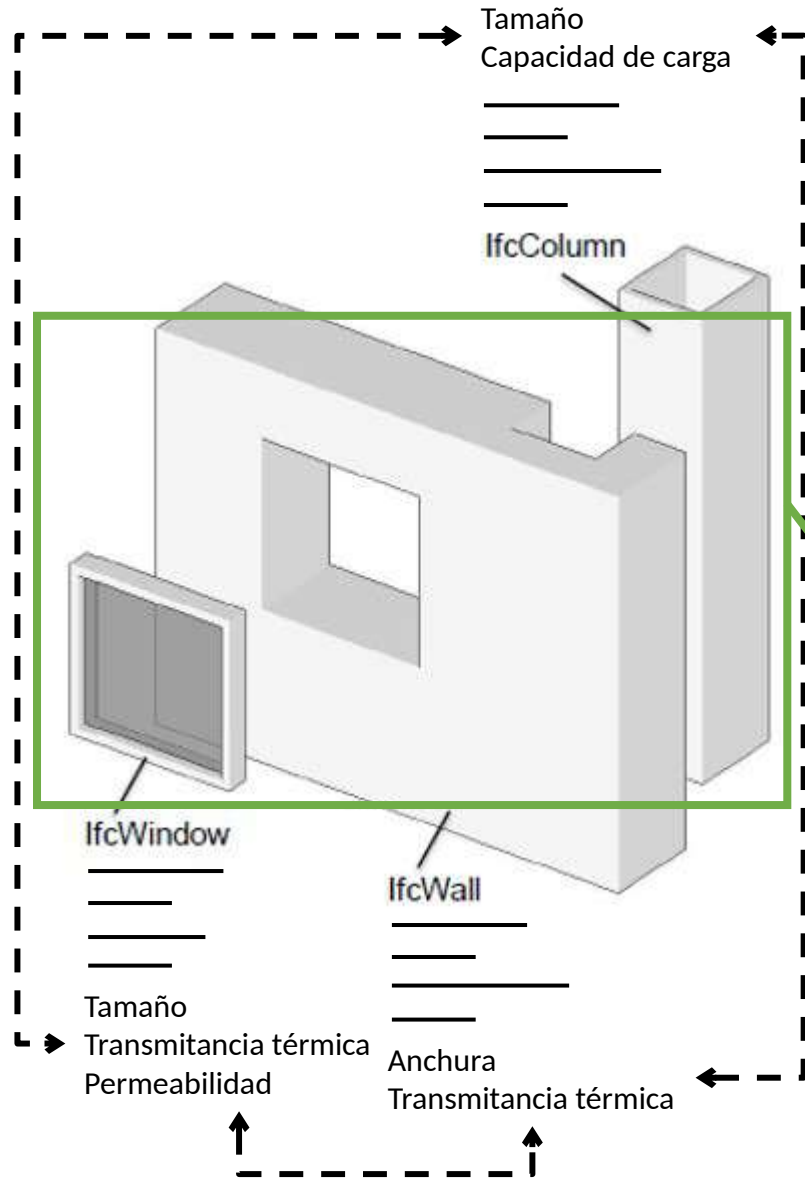 Tamaño
Capacidad de carga
IfcColumn
IfcWindow
IfcWall
Tamaño
Transmitancia térmica
Permeabilidad
Anchura
Transmitancia térmica